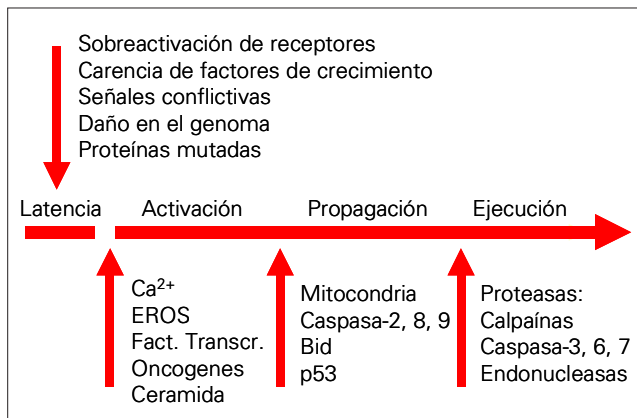 Sobreactivación de receptores
Carencia de factores de crecimiento
Señales conflictivas
Daño en el genoma
Proteínas mutadas
Latencia
Activación
Propagación
Ejecución
Ca²⁺
EROS
Fact. Transcr.
Oncogenes
Ceramida
Mitocondria
Caspasa-2, 8, 9
Bid
p53
Proteasas:
Calpaínas
Caspasa-3, 6, 7
Endonucleasas